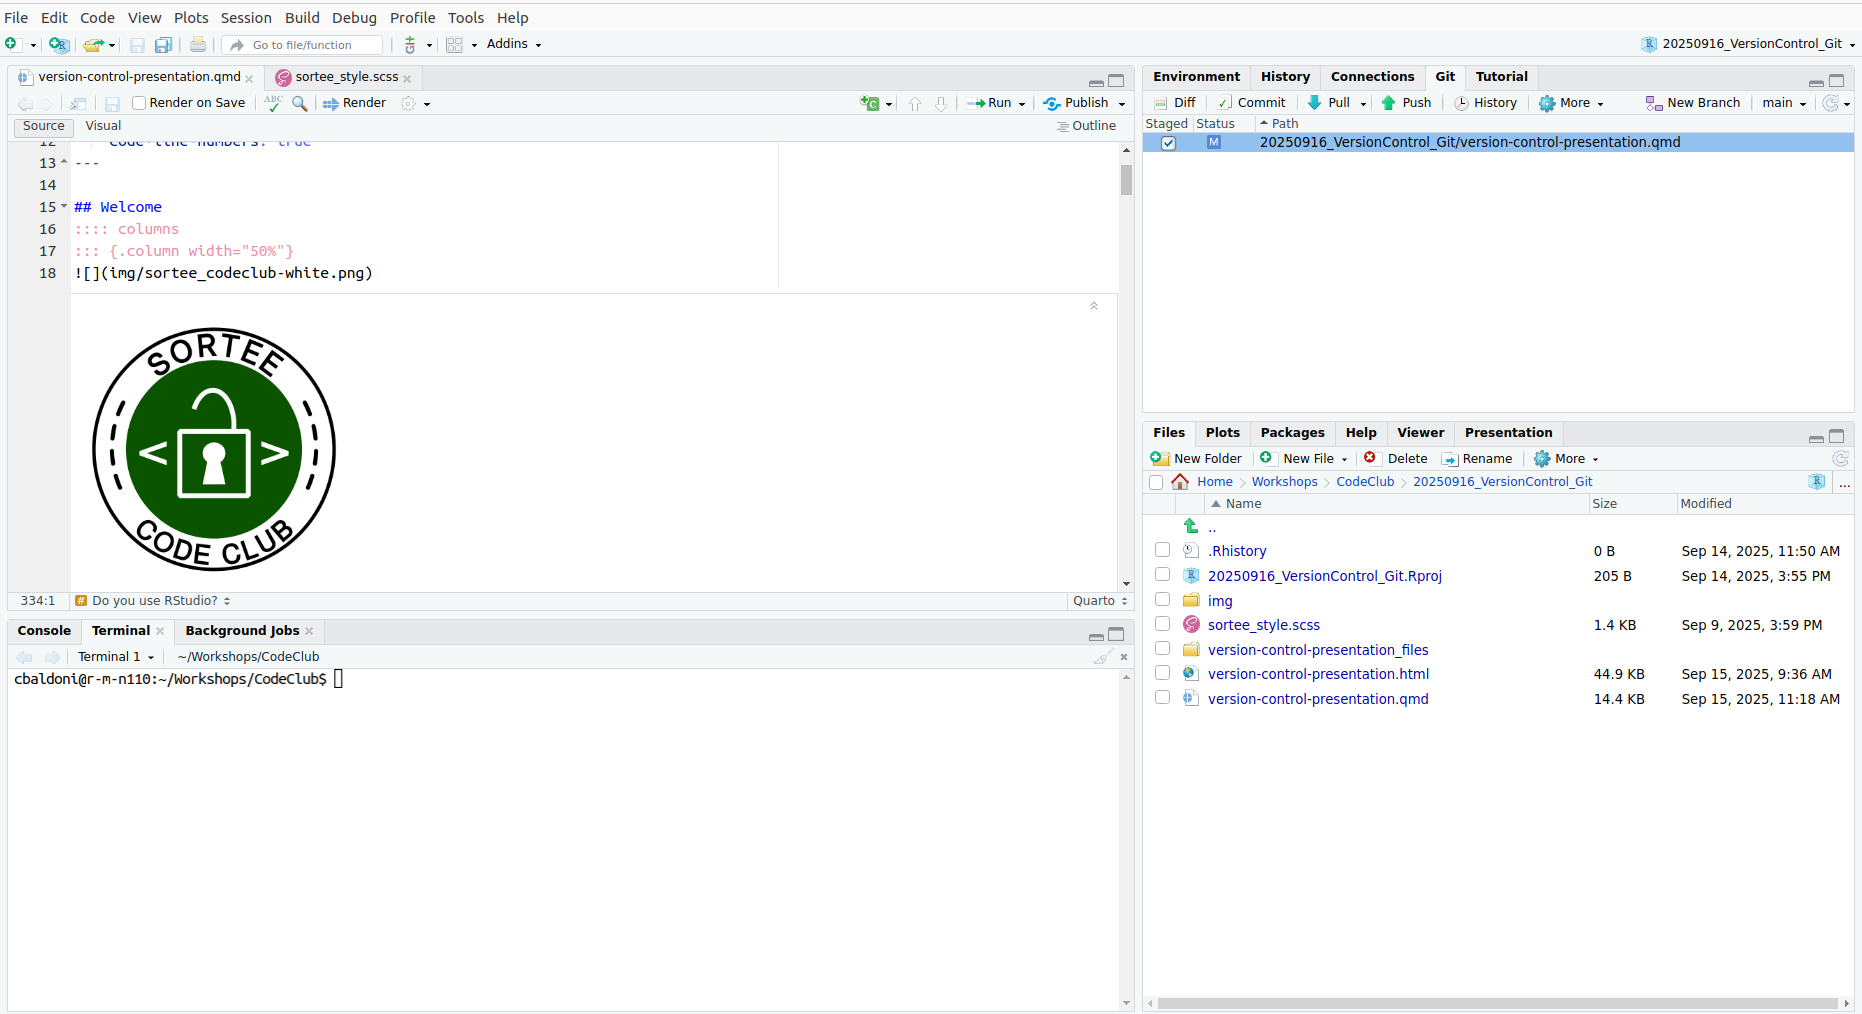 File Edit Code View Plots Session Build Debug Profile Tools Help
Go to file/function Addins 20250916_VersionControl_Git
version-control-presentation.qmd sortee_style.scss
Render on Save ABC Render Run Publish
Source Visual Outline
12 code-line-numbers: true
13 ---
14
15 ## Welcome
16 :::: columns
17 ::: {.column width="50%"}
18 ![](img/sortee_codeclub-white.png)
SORTEE
< >
CODE CLUB
334:1 # Do you use RStudio? Quarto
Console Terminal Background Jobs
Terminal 1 ~/Workshops/CodeClub
cbaldoni@r-m-n110:~/Workshops/CodeClub$
Environment History Connections Git Tutorial
Diff Commit Pull Push History More New Branch main
Staged Status Path
M 20250916_VersionControl_Git/version-control-presentation.qmd
Files Plots Packages Help Viewer Presentation
New Folder New File Delete Rename More
Home Workshops CodeClub 20250916_VersionControl_Git R ...
Name Size Modified
..
.Rhistory 0 B Sep 14, 2025, 11:50 AM
20250916_VersionControl_Git.Rproj 205 B Sep 14, 2025, 3:55 PM
img
sortee_style.scss 1.4 KB Sep 9, 2025, 3:59 PM
version-control-presentation_files
version-control-presentation.html 44.9 KB Sep 15, 2025, 9:36 AM
version-control-presentation.qmd 14.4 KB Sep 15, 2025, 11:18 AM